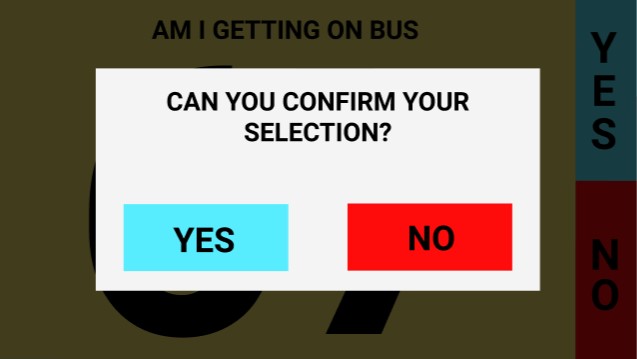 AM I GETTING ON BUS
CAN YOU CONFIRM YOUR
SELECTION?
YES
NO
YES
NO